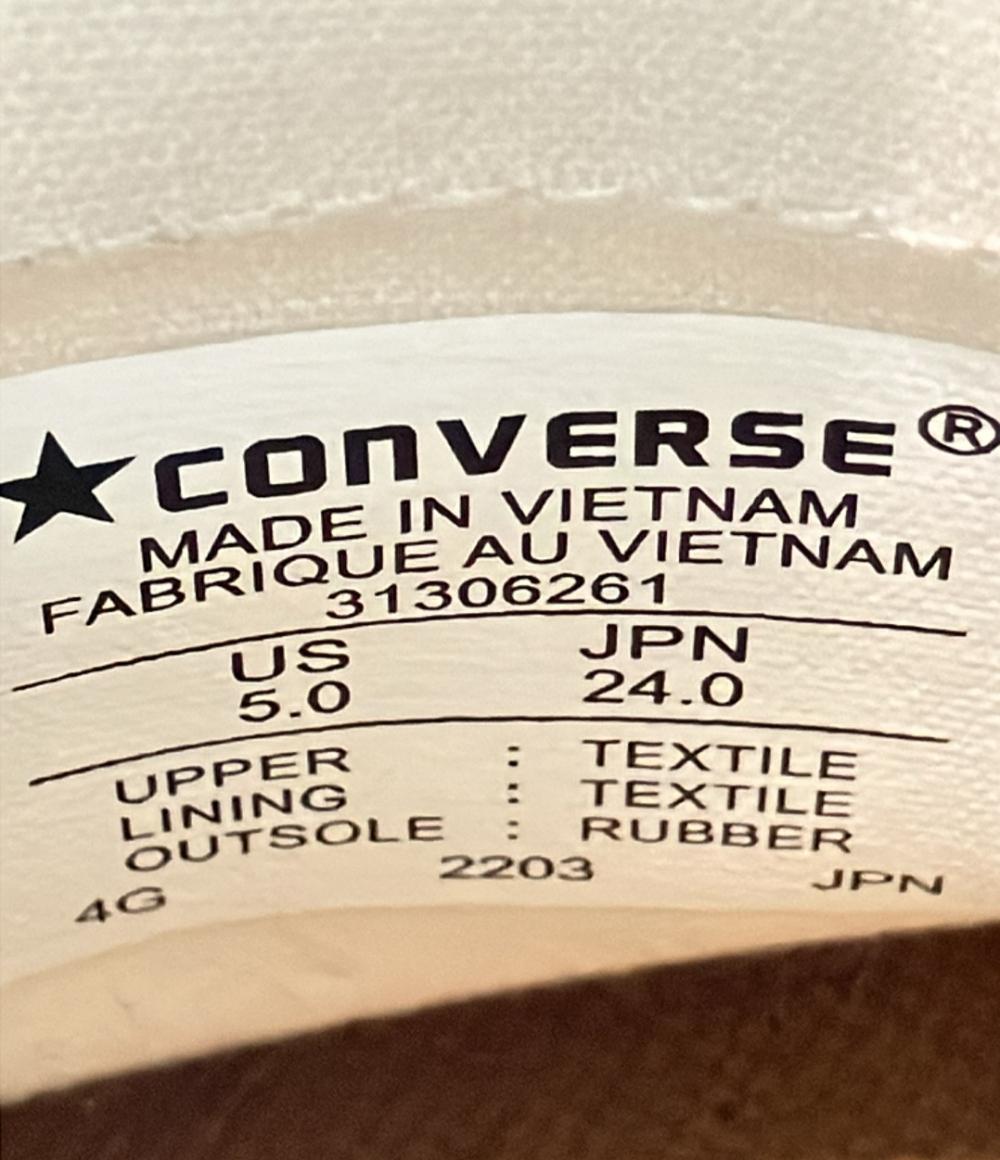 ★CONVERSE®
MADE IN VIETNAM
FABRIQUE AU VIETNAM
31306261
US JPN
5.0 24.0
UPPER : TEXTILE
LINING : TEXTILE
OUTSOLE : RUBBER
4G 2203 JPN